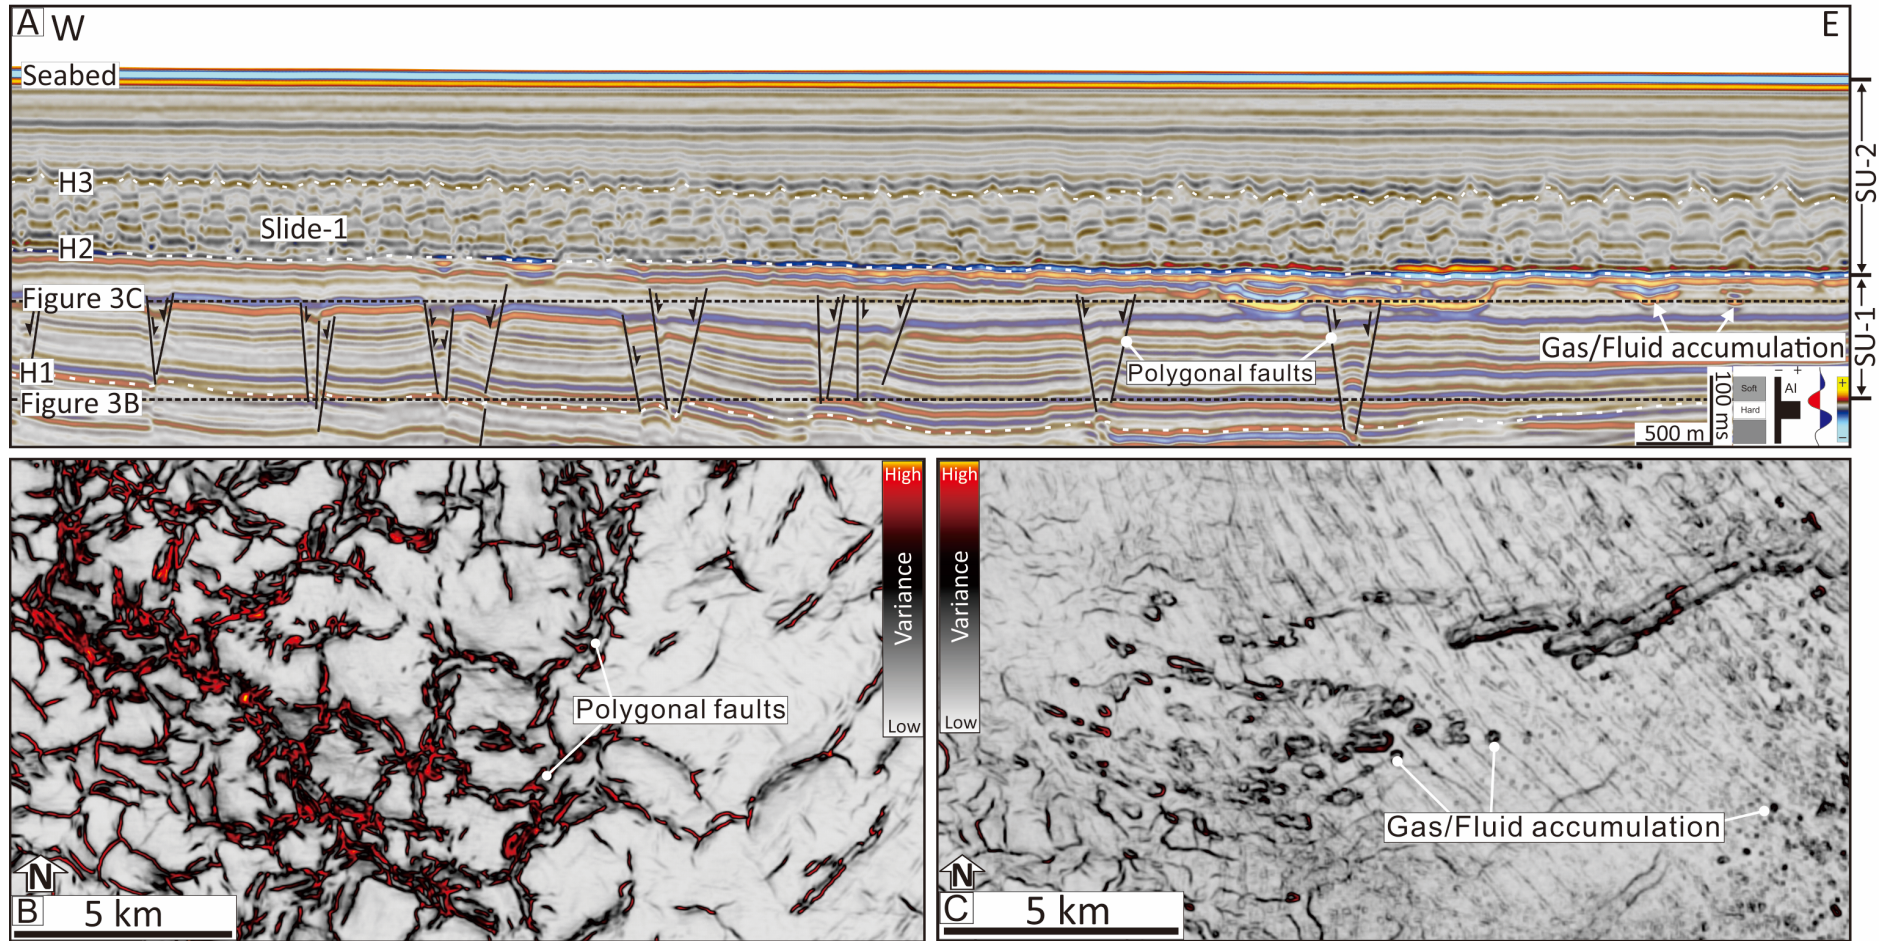 A W E
Seabed
H3
Slide-1
H2
SU-2
Figure 3C
Gas/Fluid accumulation
SU-1
Polygonal faults
H1
Figure 3B
500 m
100 ms
Soft
Hard
- +
AI
+
-
High
Variance
Low
Polygonal faults
N
B 5 km
High
Variance
Low
Gas/Fluid accumulation
N
C 5 km